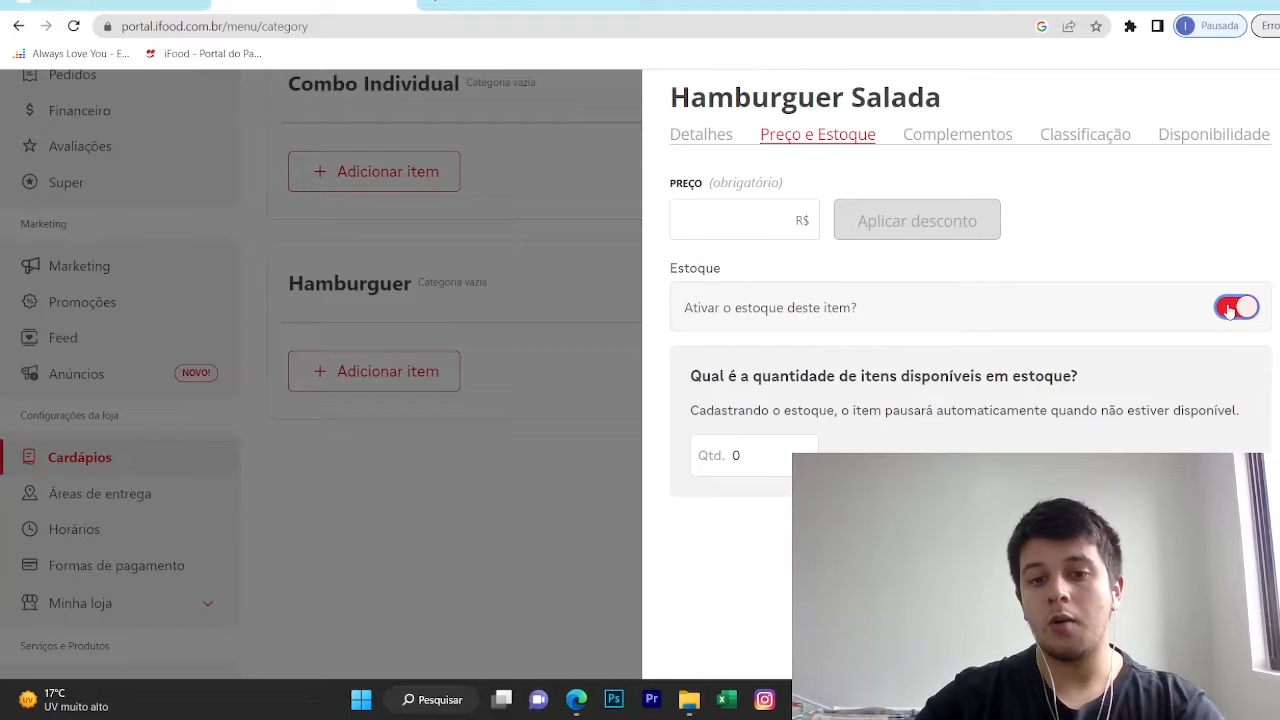 portal.ifood.com.br/menu/category
Pausada
Erro
Always Love You - E...
iFood - Portal do Pa...
Pedidos
Financeiro
Avaliações
Super
Marketing
Marketing
Promoções
Feed
Anúncios
NOVO!
Configurações da loja
Cardápios
Áreas de entrega
Horários
Formas de pagamento
Minha loja
Serviços e Produtos
Combo Individual Categoria vazia
+ Adicionar item
Hamburguer Categoria vazia
+ Adicionar item
Hamburguer Salada
Detalhes Preço e Estoque Complementos Classificação Disponibilidade
PREÇO (obrigatório)
R$ Aplicar desconto
Estoque
Ativar o estoque deste item?
Qual é a quantidade de itens disponíveis em estoque?
Cadastrando o estoque, o item pausará automaticamente quando não estiver disponível.
Qtd. 0
17°C
UV muito alto
UV
Pesquisar
Ps
Pr